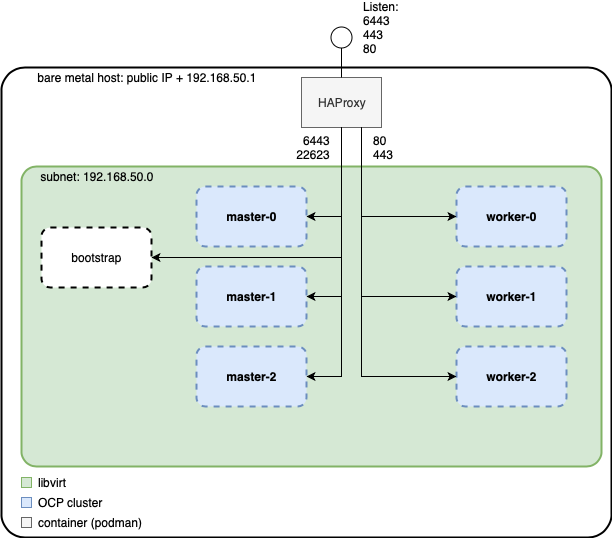 Listen:
6443
443
80
bare metal host: public IP + 192.168.50.1
HAProxy
6443
22623
80
443
subnet: 192.168.50.0
master-0
worker-0
bootstrap
master-1
worker-1
master-2
worker-2
libvirt
OCP cluster
container (podman)